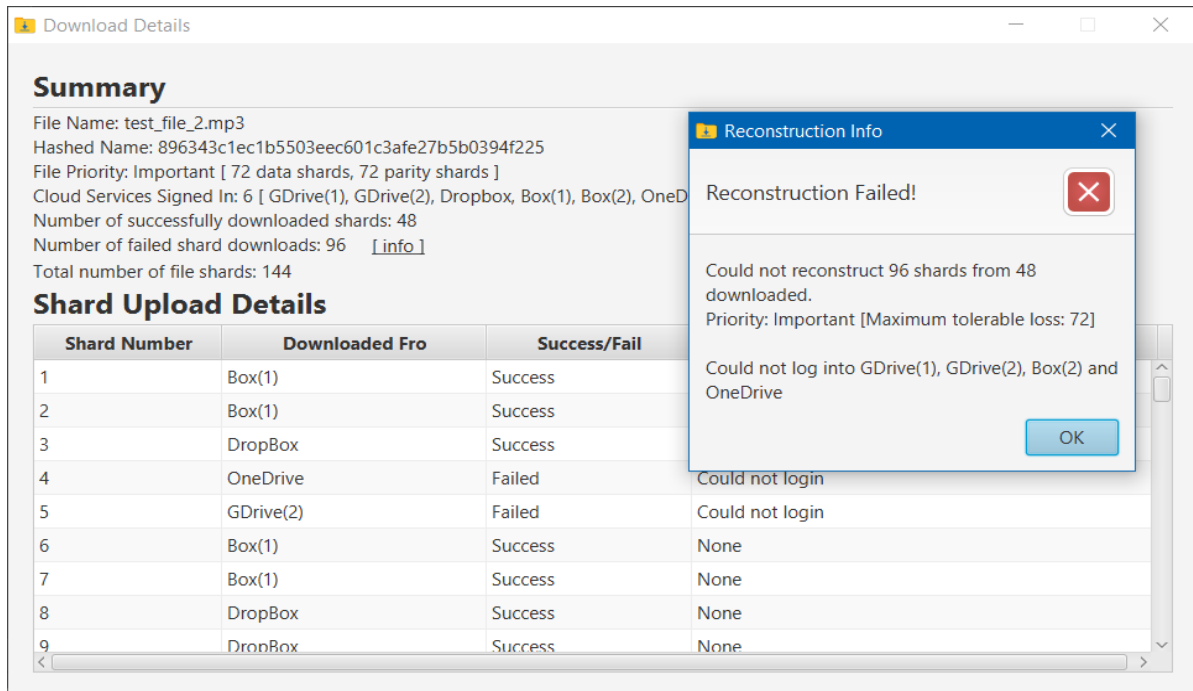 Download Details
Summary
File Name: test_file_2.mp3
Hashed Name: 896343c1ec1b5503eec601c3afe27b5b0394f225
File Priority: Important [ 72 data shards, 72 parity shards ]
Cloud Services Signed In: 6 [ GDrive(1), GDrive(2), Dropbox, Box(1), Box(2), OneD
Number of successfully downloaded shards: 48
Number of failed shard downloads: 96 [ info ]
Total number of file shards: 144
Reconstruction Info
Reconstruction Failed!
Could not reconstruct 96 shards from 48
downloaded.
Priority: Important [Maximum tolerable loss: 72]
Could not log into GDrive(1), GDrive(2), Box(2) and
OneDrive
OK
Shard Upload Details
Shard Number Downloaded Fro Success/Fail
1 Box(1) Success
2 Box(1) Success
3 DropBox Success
4 OneDrive Failed Could not login
5 GDrive(2) Failed Could not login
6 Box(1) Success None
7 Box(1) Success None
8 DropBox Success None
9 DropBox Success None